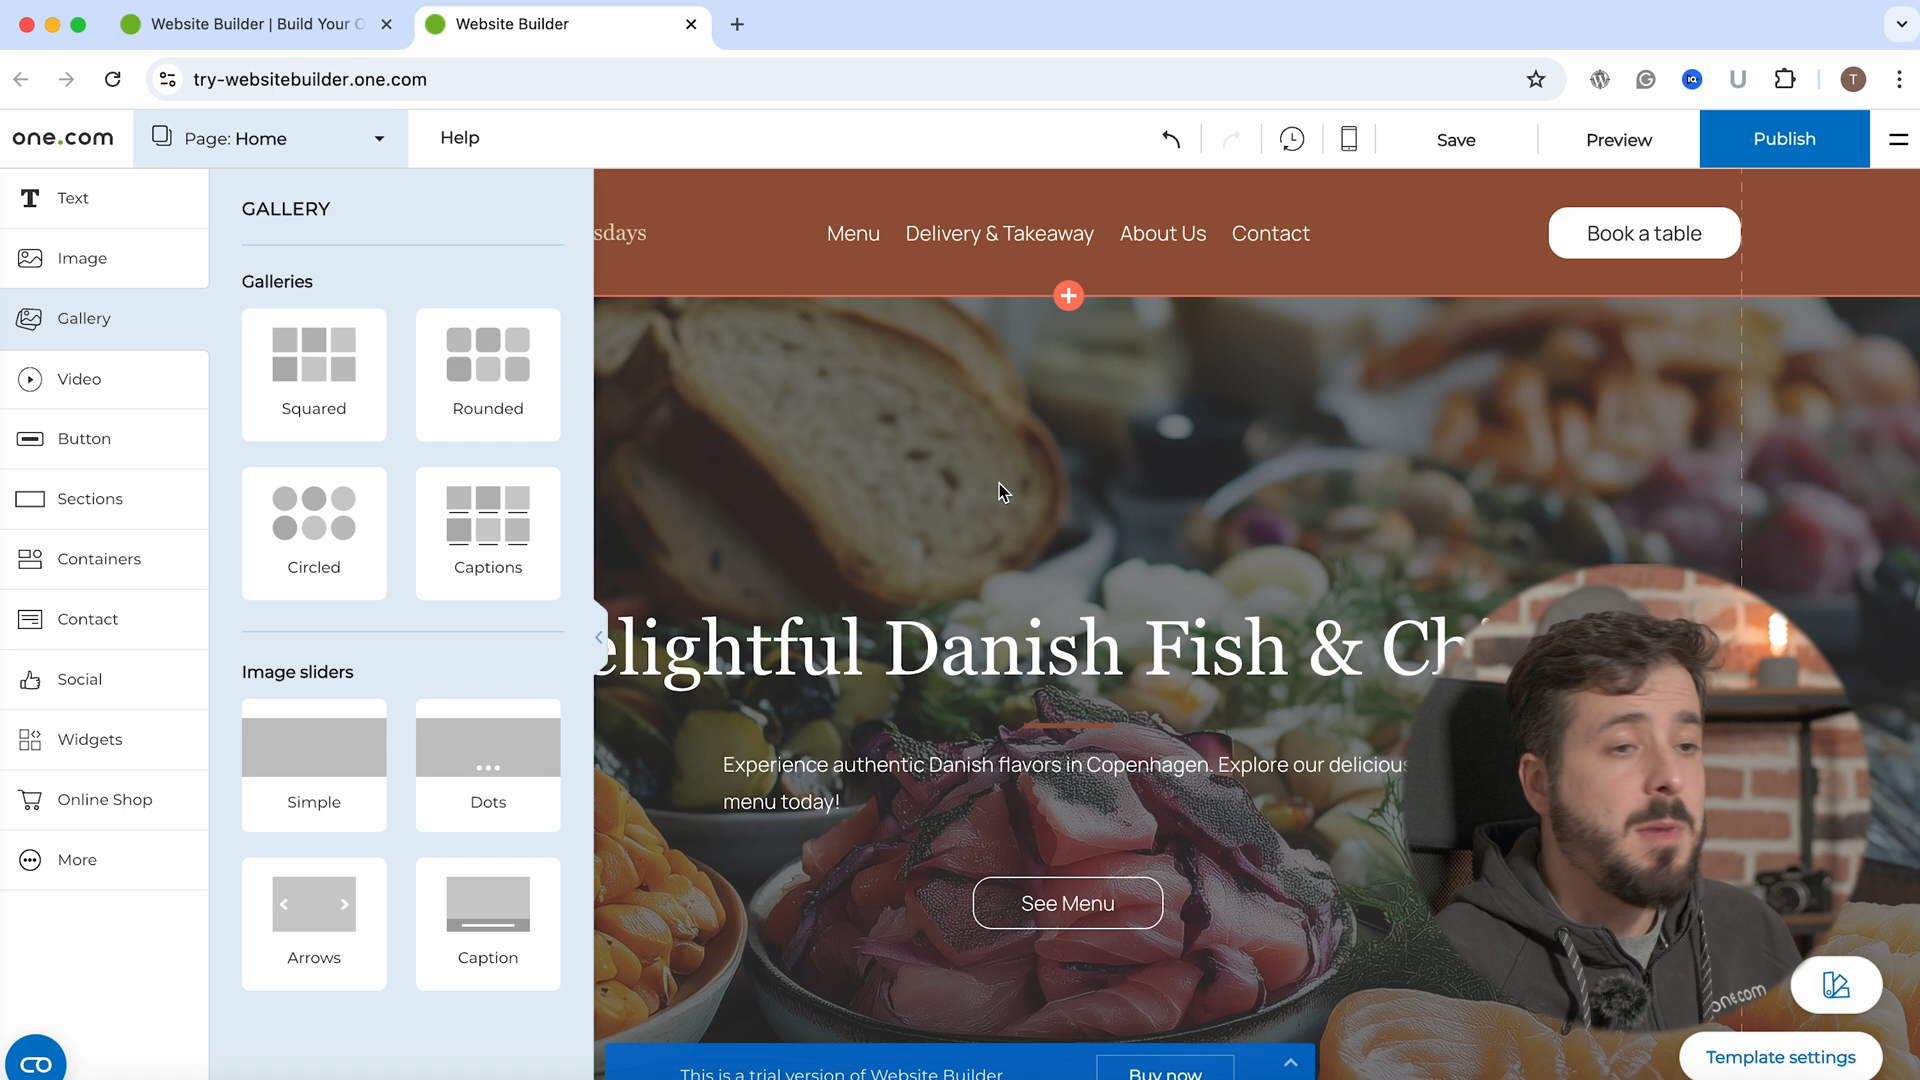 Website Builder | Build Your O
Website Builder
try-websitebuilder.one.com
T
one.com
Page: Home
Help
Save
Preview
Publish
Text
Image
Gallery
Video
Button
Sections
Containers
Contact
Social
Widgets
Online Shop
More
GALLERY
Galleries
Squared
Rounded
Circled
Captions
Image sliders
Simple
Dots
Arrows
Caption
sdays
Menu
Delivery & Takeaway
About Us
Contact
Book a table
elightful Danish Fish & Ch
Experience authentic Danish flavors in Copenhagen. Explore our deliciou
menu today!
See Menu
one.com
Template settings
This is a trial version of Website Builder
Buy now